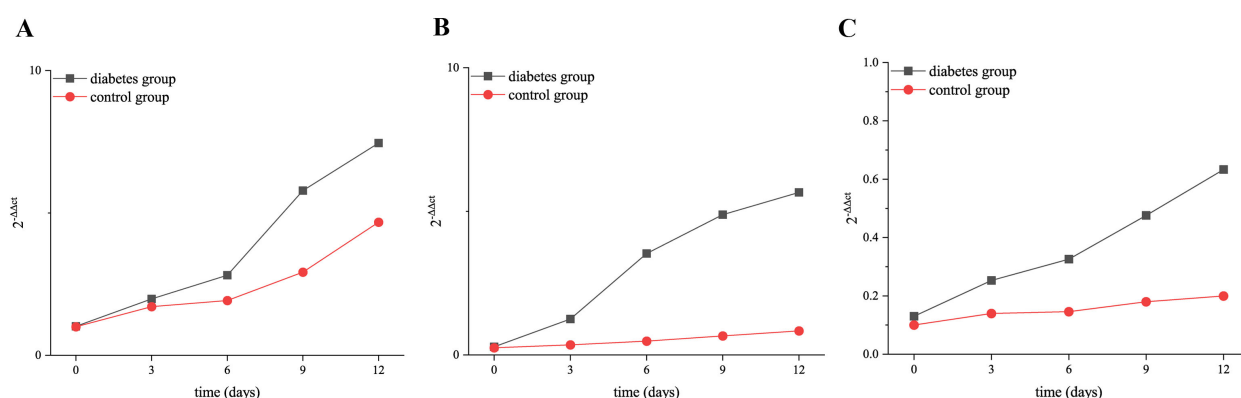 A
10
diabetes group
control group
2^-ΔΔct
0
0 3 6 9 12
time (days)
B
10
diabetes group
control group
2^-ΔΔct
0
0 3 6 9 12
time (days)
C
1.0
diabetes group
control group
0.8
0.6
2^-ΔΔct
0.4
0.2
0.0
0 3 6 9 12
time (days)